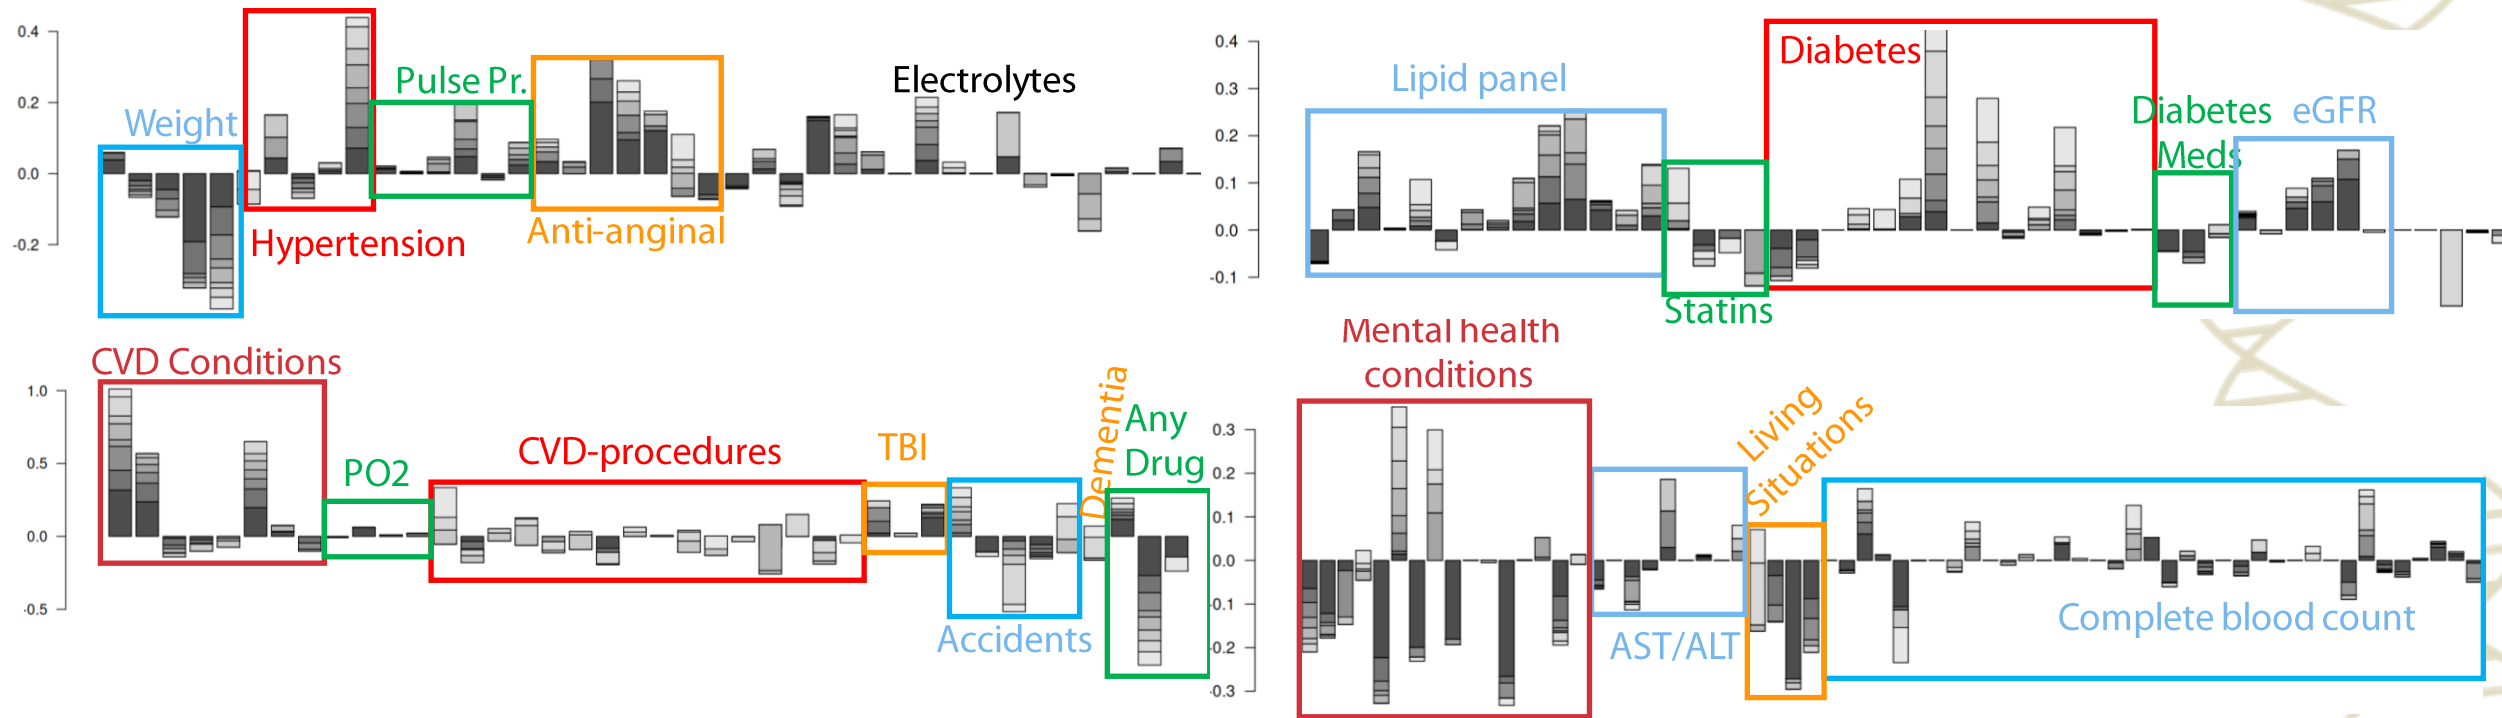 0.4
0.2
0.0
-0.2
Weight
Hypertension
Pulse Pr.
Anti-anginal
Electrolytes
0.4
0.3
0.2
0.1
0.0
-0.1
Lipid panel
Statins
Diabetes
Diabetes
Meds
eGFR
CVD Conditions
1.0
0.5
0.0
-0.5
PO2
CVD-procedures
TBI
Accidents
Dementia
Any
Drug
Mental health
conditions
0.3
0.2
0.1
0.0
-0.1
-0.2
-0.3
AST/ALT
Living
Situations
Complete blood count